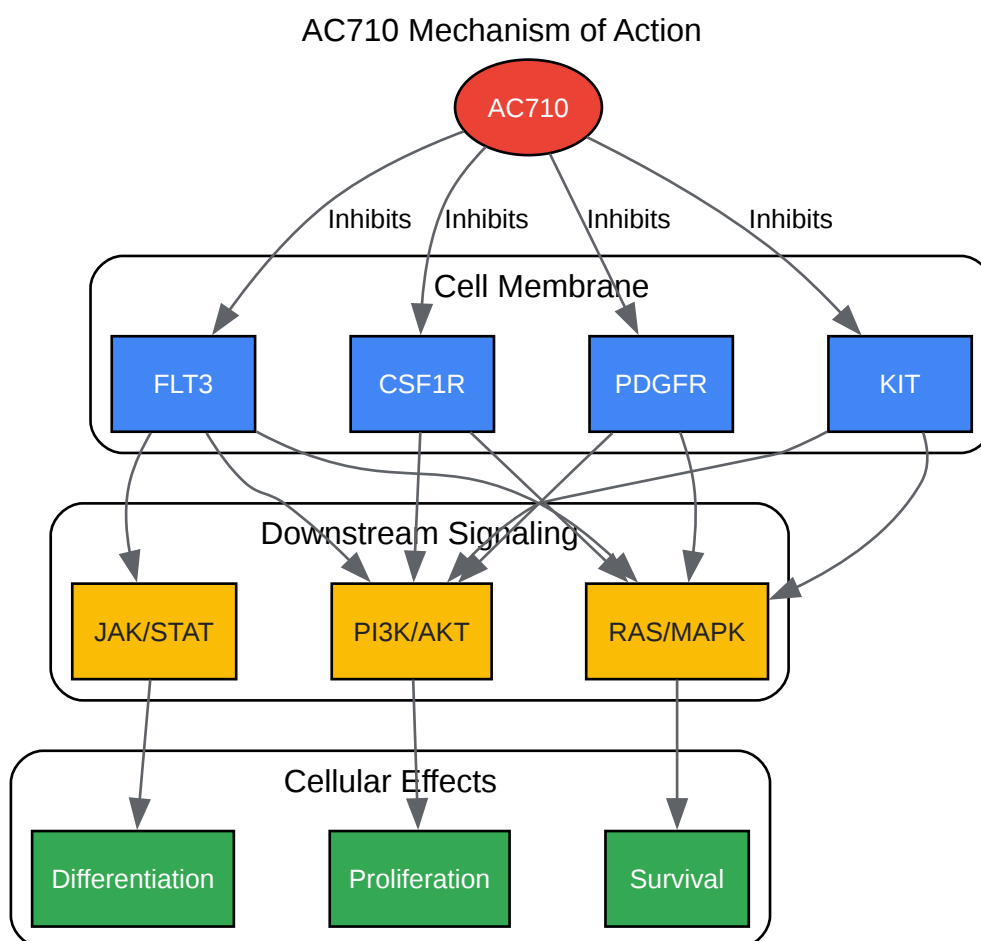 AC710 Mechanism of Action
AC710
Inhibits
Inhibits
Inhibits
Inhibits
Cell Membrane
FLT3
CSF1R
PDGFR
KIT
Downstream Signaling
JAK/STAT
PI3K/AKT
RAS/MAPK
Cellular Effects
Differentiation
Proliferation
Survival